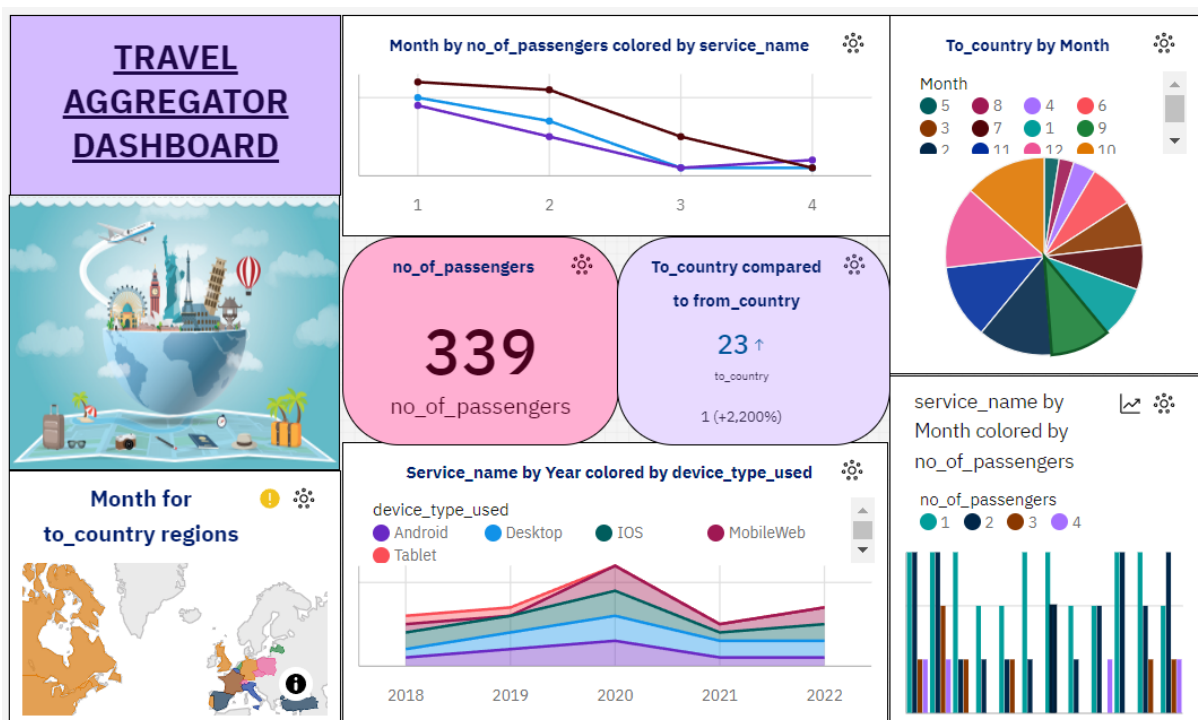 TRAVEL
AGGREGATOR
DASHBOARD
Month by no_of_passengers colored by service_name
1 2 3 4
To_country by Month
Month
5 8 4 6
3 7 1 9
2 11 12 10
no_of_passengers
339
no_of_passengers
To_country compared
to from_country
23 ↑
to_country
1 (+2,200%)
Month for
to_country regions
Service_name by Year colored by device_type_used
device_type_used
Android Desktop IOS MobileWeb
Tablet
2018 2019 2020 2021 2022
service_name by
Month colored by
no_of_passengers
no_of_passengers
1 2 3 4